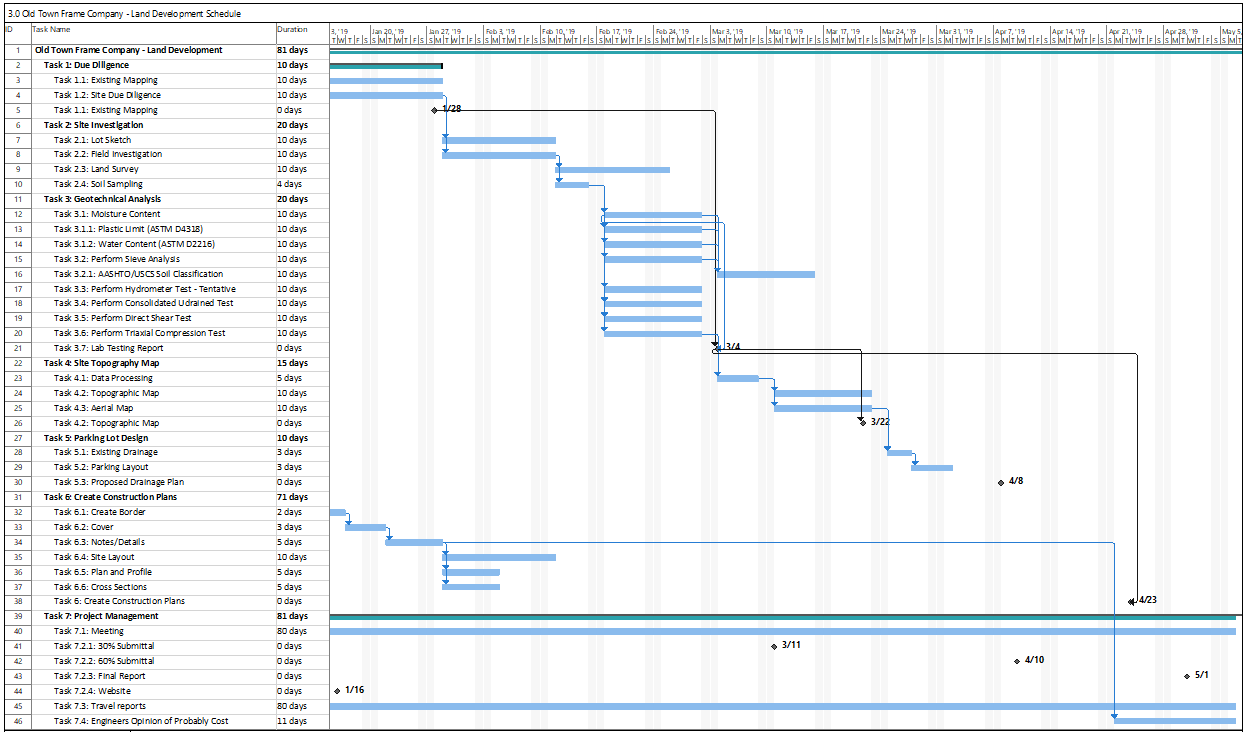 3.0 Old Town Frame Company - Land Development Schedule
ID Task Name Duration 3, '19 Jan 20, '19 Jan 27, '19 Feb 3, '19 Feb 10, '19 Feb 17, '19 Feb 24, '19 Mar 3, '19 Mar 10, '19 Mar 17, '19 Mar 24, '19 Mar 31, '19 Apr 7, '19 Apr 14, '19 Apr 21, '19 Apr 28, '19 May 5,
1 Old Town Frame Company - Land Development 81 days
2 Task 1: Due Diligence 10 days
3 Task 1.1: Existing Mapping 10 days
4 Task 1.2: Site Due Diligence 10 days
5 Task 1.1: Existing Mapping 0 days 1/28
6 Task 2: Site Investigation 20 days
7 Task 2.1: Lot Sketch 10 days
8 Task 2.2: Field Investigation 10 days
9 Task 2.3: Land Survey 10 days
10 Task 2.4: Soil Sampling 4 days
11 Task 3: Geotechnical Analysis 20 days
12 Task 3.1: Moisture Content 10 days
13 Task 3.1.1: Plastic Limit (ASTM D4318) 10 days
14 Task 3.1.2: Water Content (ASTM D2216) 10 days
15 Task 3.2: Perform Sieve Analysis 10 days
16 Task 3.2.1: AASHTO/USCS Soil Classification 10 days
17 Task 3.3: Perform Hydrometer Test - Tentative 10 days
18 Task 3.4: Perform Consolidated Udrained Test 10 days
19 Task 3.5: Perform Direct Shear Test 10 days
20 Task 3.6: Perform Triaxial Compression Test 10 days
21 Task 3.7: Lab Testing Report 0 days 3/4
22 Task 4: Site Topography Map 15 days
23 Task 4.1: Data Processing 5 days
24 Task 4.2: Topographic Map 10 days
25 Task 4.3: Aerial Map 10 days
26 Task 4.2: Topographic Map 0 days 3/22
27 Task 5: Parking Lot Design 10 days
28 Task 5.1: Existing Drainage 3 days
29 Task 5.2: Parking Layout 3 days
30 Task 5.3: Proposed Drainage Plan 0 days 4/8
31 Task 6: Create Construction Plans 71 days
32 Task 6.1: Create Border 2 days
33 Task 6.2: Cover 3 days
34 Task 6.3: Notes/Details 5 days
35 Task 6.4: Site Layout 10 days
36 Task 6.5: Plan and Profile 5 days
37 Task 6.6: Cross Sections 5 days
38 Task 6: Create Construction Plans 0 days 4/23
39 Task 7: Project Management 81 days
40 Task 7.1: Meeting 80 days
41 Task 7.2.1: 30% Submittal 0 days 3/11
42 Task 7.2.2: 60% Submittal 0 days 4/10
43 Task 7.2.3: Final Report 0 days 5/1
44 Task 7.2.4: Website 0 days 1/16
45 Task 7.3: Travel reports 80 days
46 Task 7.4: Engineers Opinion of Probably Cost 11 days